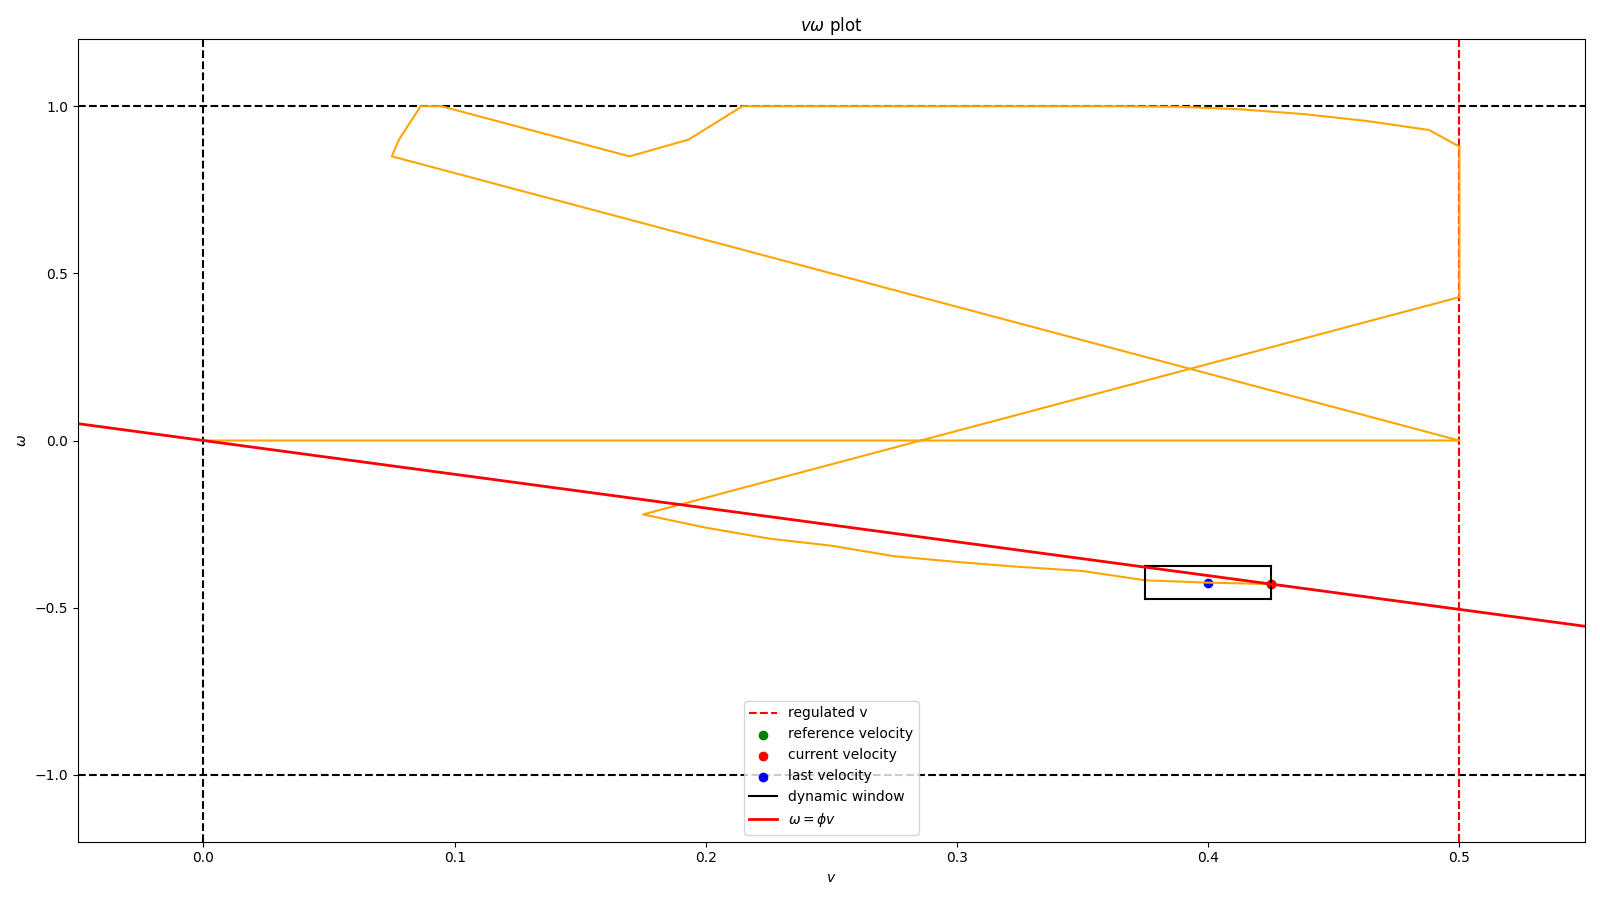 vω plot
1.0
0.5
0.0
−0.5
−1.0
ω
regulated v
reference velocity
current velocity
last velocity
dynamic window
ω = ϕv
0.0 0.1 0.2 0.3 0.4 0.5
v